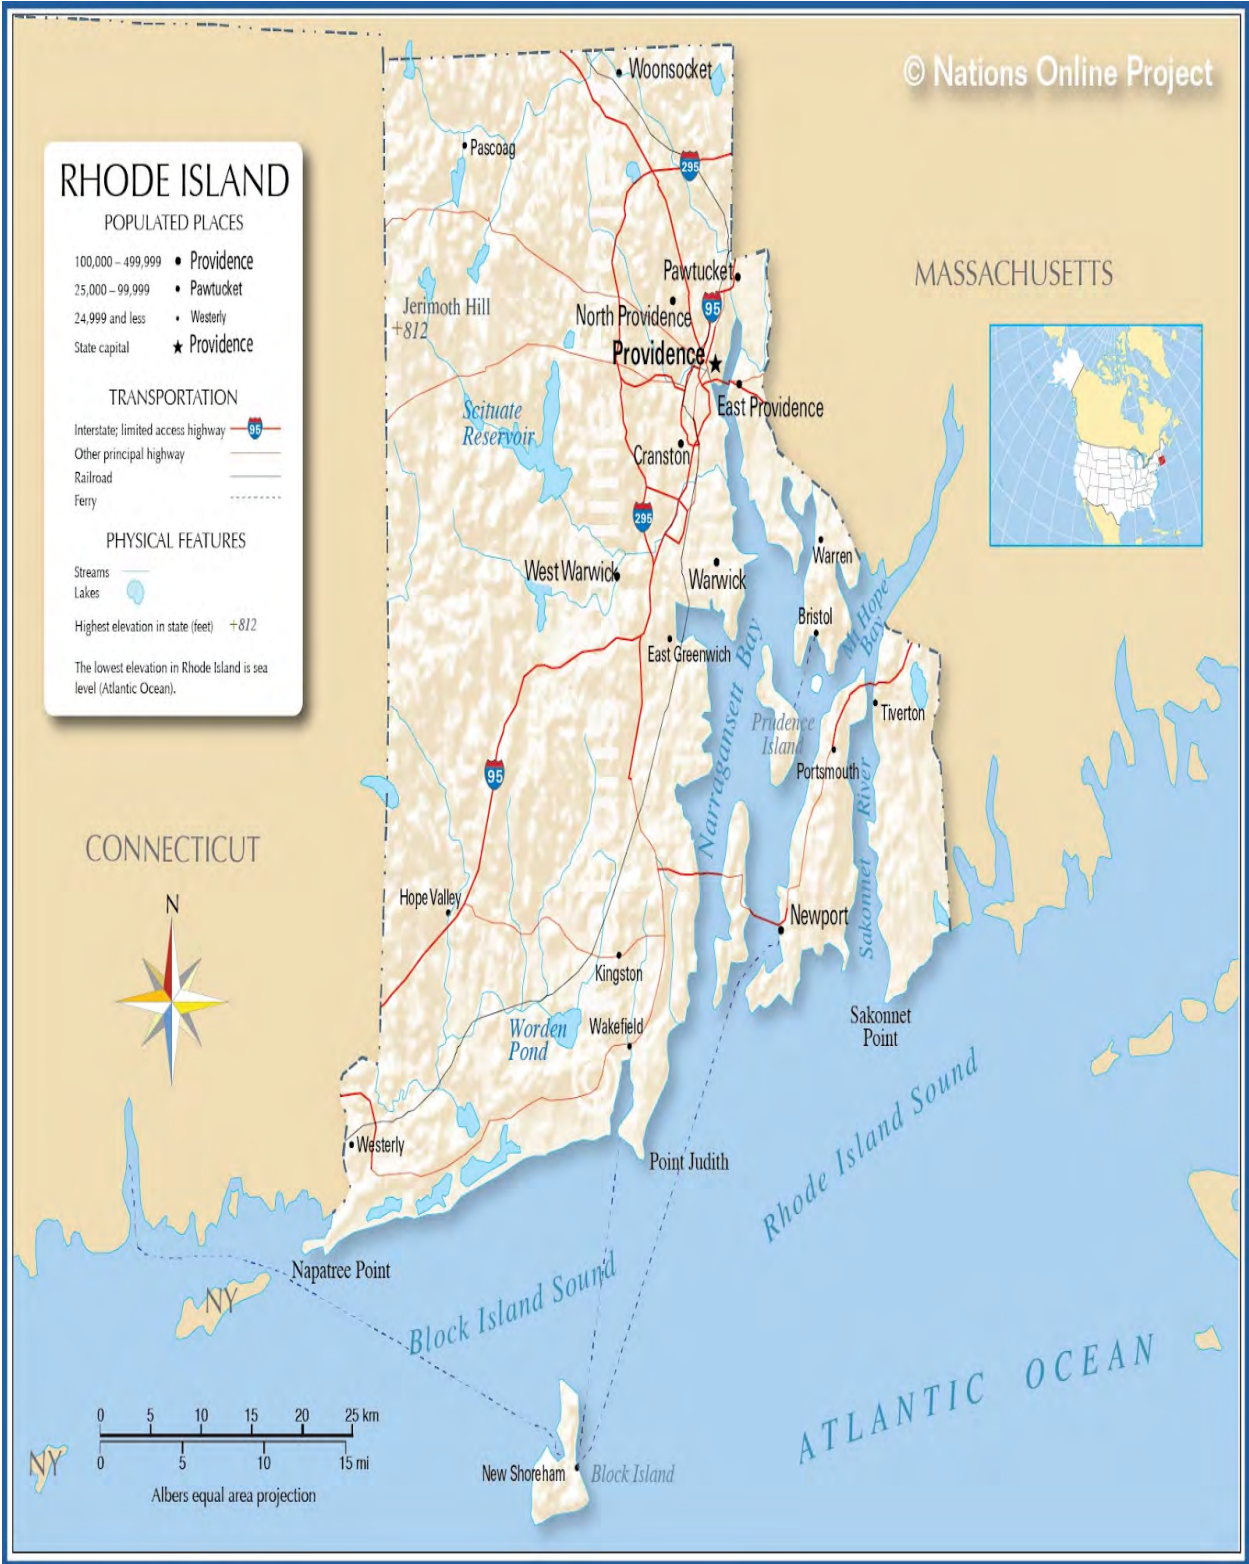 © Nations Online Project
RHODE ISLAND
POPULATED PLACES
100,000 – 499,999 Providence
25,000 – 99,999 Pawtucket
24,999 and less Westerly
State capital Providence
TRANSPORTATION
Interstate; limited access highway 95
Other principal highway
Railroad
Ferry
PHYSICAL FEATURES
Streams
Lakes
Highest elevation in state (feet) +812
The lowest elevation in Rhode Island is sea
level (Atlantic Ocean).
Woonsocket
Pascoag
295
MASSACHUSETTS
Pawtucket
Jerimoth Hill
+812
95
North Providence
Providence
East Providence
Scituate
Reservoir
Cranston
295
Warren
West Warwick
Warwick
Bristol
Mt. Hope
Bay
East Greenwich
Narragansett Bay
Prudence
Island
Tiverton
Portsmouth
95
Sakonnet River
CONNECTICUT
N
Hope Valley
Newport
Kingston
Worden
Pond
Wakefield
Sakonnet
Point
Westerly
Point Judith
Rhode Island Sound
Napatree Point
NY
Block Island Sound
ATLANTIC OCEAN
0 5 10 15 20 25 km
0 5 10 15 mi
Albers equal area projection
NY
New Shoreham
Block Island